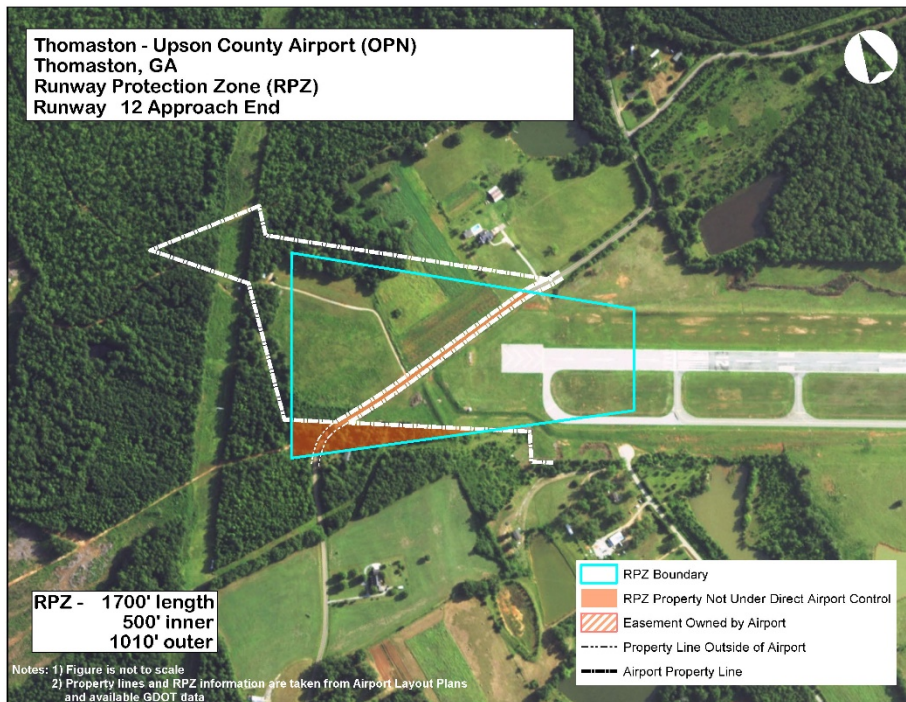 Thomaston - Upson County Airport (OPN)
Thomaston, GA
Runway Protection Zone (RPZ)
Runway 12 Approach End
RPZ - 1700' length
500' inner
1010' outer
Notes: 1) Figure is not to scale
2) Property lines and RPZ information are taken from Airport Layout Plans
and available GDOT data
RPZ Boundary
RPZ Property Not Under Direct Airport Control
Easement Owned by Airport
Property Line Outside of Airport
Airport Property Line